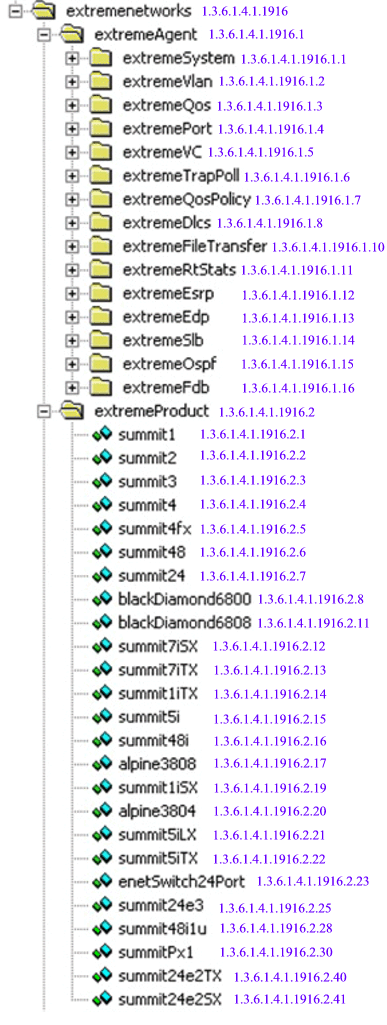 extremenetworks 1.3.6.1.4.1.1916
extremeAgent 1.3.6.1.4.1.1916.1
extremeSystem 1.3.6.1.4.1.1916.1.1
extremeVlan 1.3.6.1.4.1.1916.1.2
extremeQos 1.3.6.1.4.1.1916.1.3
extremePort 1.3.6.1.4.1.1916.1.4
extremeVC 1.3.6.1.4.1.1916.1.5
extremeTrapPoll 1.3.6.1.4.1.1916.1.6
extremeQosPolicy 1.3.6.1.4.1.1916.1.7
extremeDlcs 1.3.6.1.4.1.1916.1.8
extremeFileTransfer 1.3.6.1.4.1.1916.1.10
extremeRtStats 1.3.6.1.4.1.1916.1.11
extremeEsrp 1.3.6.1.4.1.1916.1.12
extremeEdp 1.3.6.1.4.1.1916.1.13
extremeSlb 1.3.6.1.4.1.1916.1.14
extremeOspf 1.3.6.1.4.1.1916.1.15
extremeFdb 1.3.6.1.4.1.1916.1.16
extremeProduct 1.3.6.1.4.1.1916.2
summit1 1.3.6.1.4.1.1916.2.1
summit2 1.3.6.1.4.1.1916.2.2
summit3 1.3.6.1.4.1.1916.2.3
summit4 1.3.6.1.4.1.1916.2.4
summit4fx 1.3.6.1.4.1.1916.2.5
summit48 1.3.6.1.4.1.1916.2.6
summit24 1.3.6.1.4.1.1916.2.7
blackDiamond6800 1.3.6.1.4.1.1916.2.8
blackDiamond6808 1.3.6.1.4.1.1916.2.11
summit7iSX 1.3.6.1.4.1.1916.2.12
summit7iTX 1.3.6.1.4.1.1916.2.13
summit1iTX 1.3.6.1.4.1.1916.2.14
summit5i 1.3.6.1.4.1.1916.2.15
summit48i 1.3.6.1.4.1.1916.2.16
alpine3808 1.3.6.1.4.1.1916.2.17
summit1iSX 1.3.6.1.4.1.1916.2.19
alpine3804 1.3.6.1.4.1.1916.2.20
summit5iLX 1.3.6.1.4.1.1916.2.21
summit5iTX 1.3.6.1.4.1.1916.2.22
enetSwitch24Port 1.3.6.1.4.1.1916.2.23
summit24e3 1.3.6.1.4.1.1916.2.25
summit48i1u 1.3.6.1.4.1.1916.2.28
summitPx1 1.3.6.1.4.1.1916.2.30
summit24e2TX 1.3.6.1.4.1.1916.2.40
summit24e2SX 1.3.6.1.4.1.1916.2.41